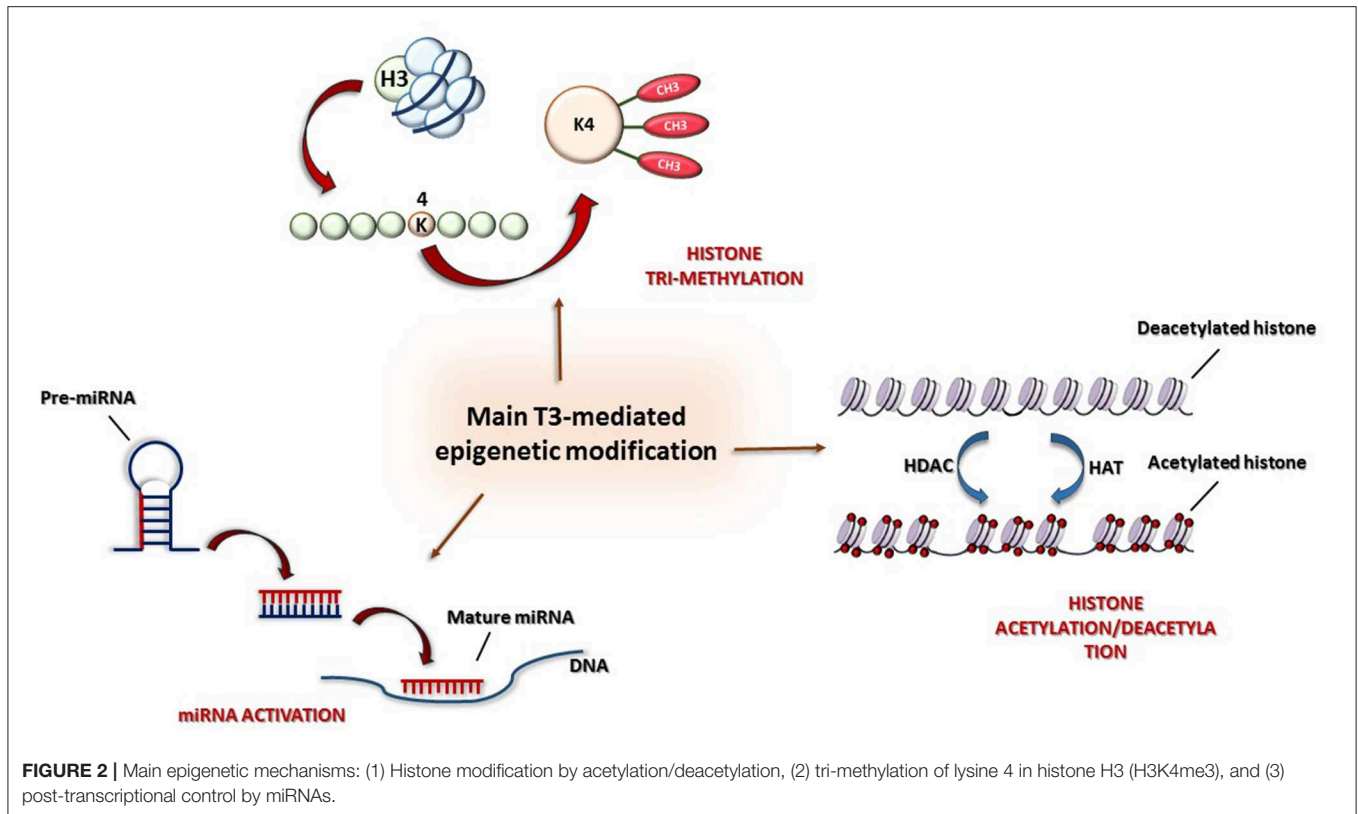 H3
CH3
K4
CH3
CH3
4
K
HISTONE
TRI-METHYLATION
Deacetylated histone
Pre-miRNA
Main T3-mediated
epigenetic modification
HDAC
HAT
Acetylated histone
Mature miRNA
DNA
HISTONE
ACETYLATION/DEACETYLA
TION
miRNA ACTIVATION
FIGURE 2 | Main epigenetic mechanisms: (1) Histone modification by acetylation/deacetylation, (2) tri-methylation of lysine 4 in histone H3 (H3K4me3), and (3)
post-transcriptional control by miRNAs.